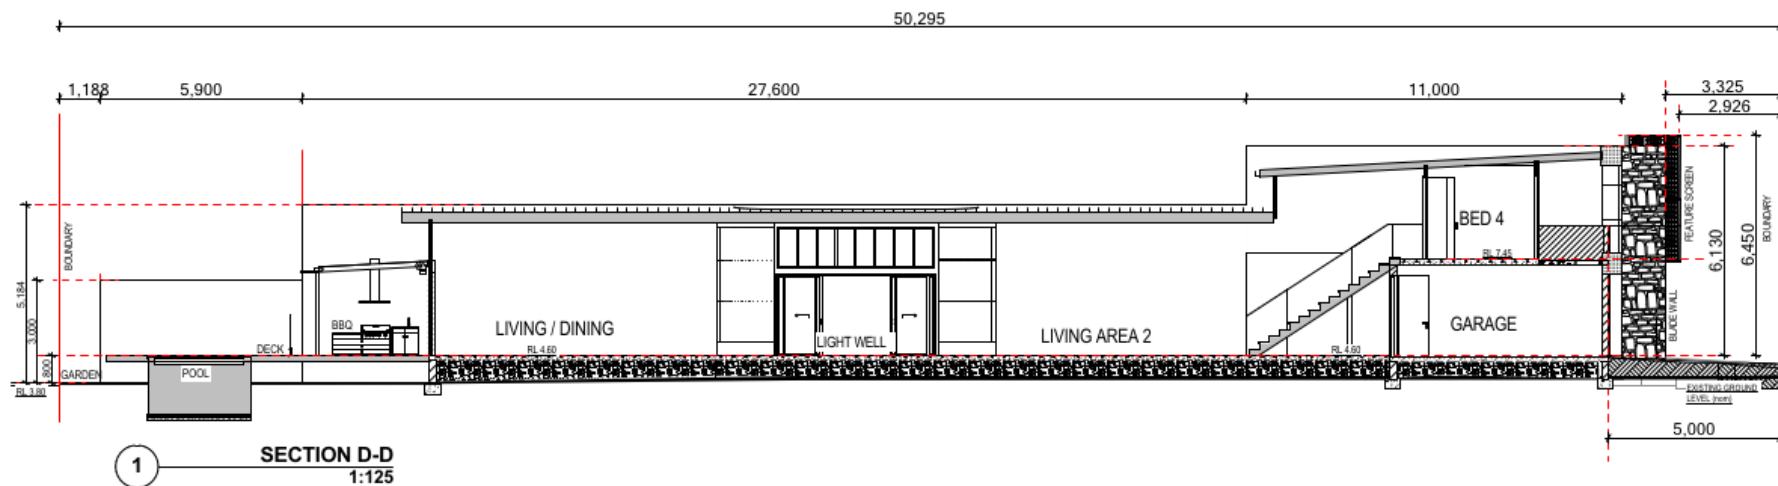 50,295
1,188
5,900
27,600
11,000
3,325
2,926
BOUNDARY
5,184
3,000
800
GARDEN
RL 3.80
POOL
DECK
BBQ
LIVING / DINING
RL 4.60
LIGHT WELL
LIVING AREA 2
RL 4.60
BED 4
RL 7.45
GARAGE
BLADE WALL
FEATURE SCREEN
6,130
6,450
BOUNDARY
EXISTING GROUND
LEVEL (nom)
5,000
1
SECTION D-D
1:125